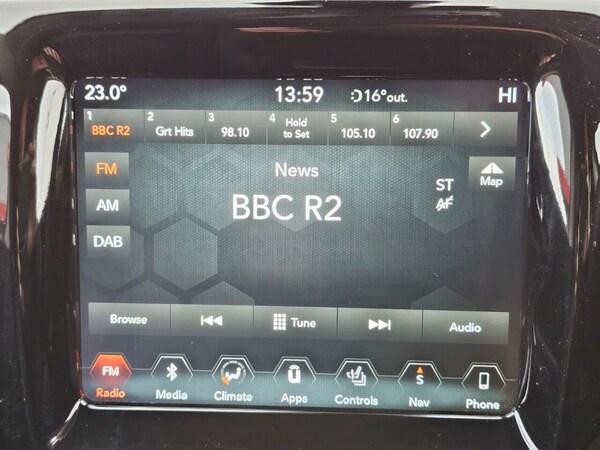 23.0°
13:59
16° out.
HI
1 BBC R2
2 Grt Hits
3 98.10
4 Hold to Set
5 105.10
6 107.90
FM
News
Map
ST
AM
BBC R2
AF
DAB
Browse
Tune
Audio
FM
S
Radio
Media
Climate
Apps
Controls
Nav
Phone